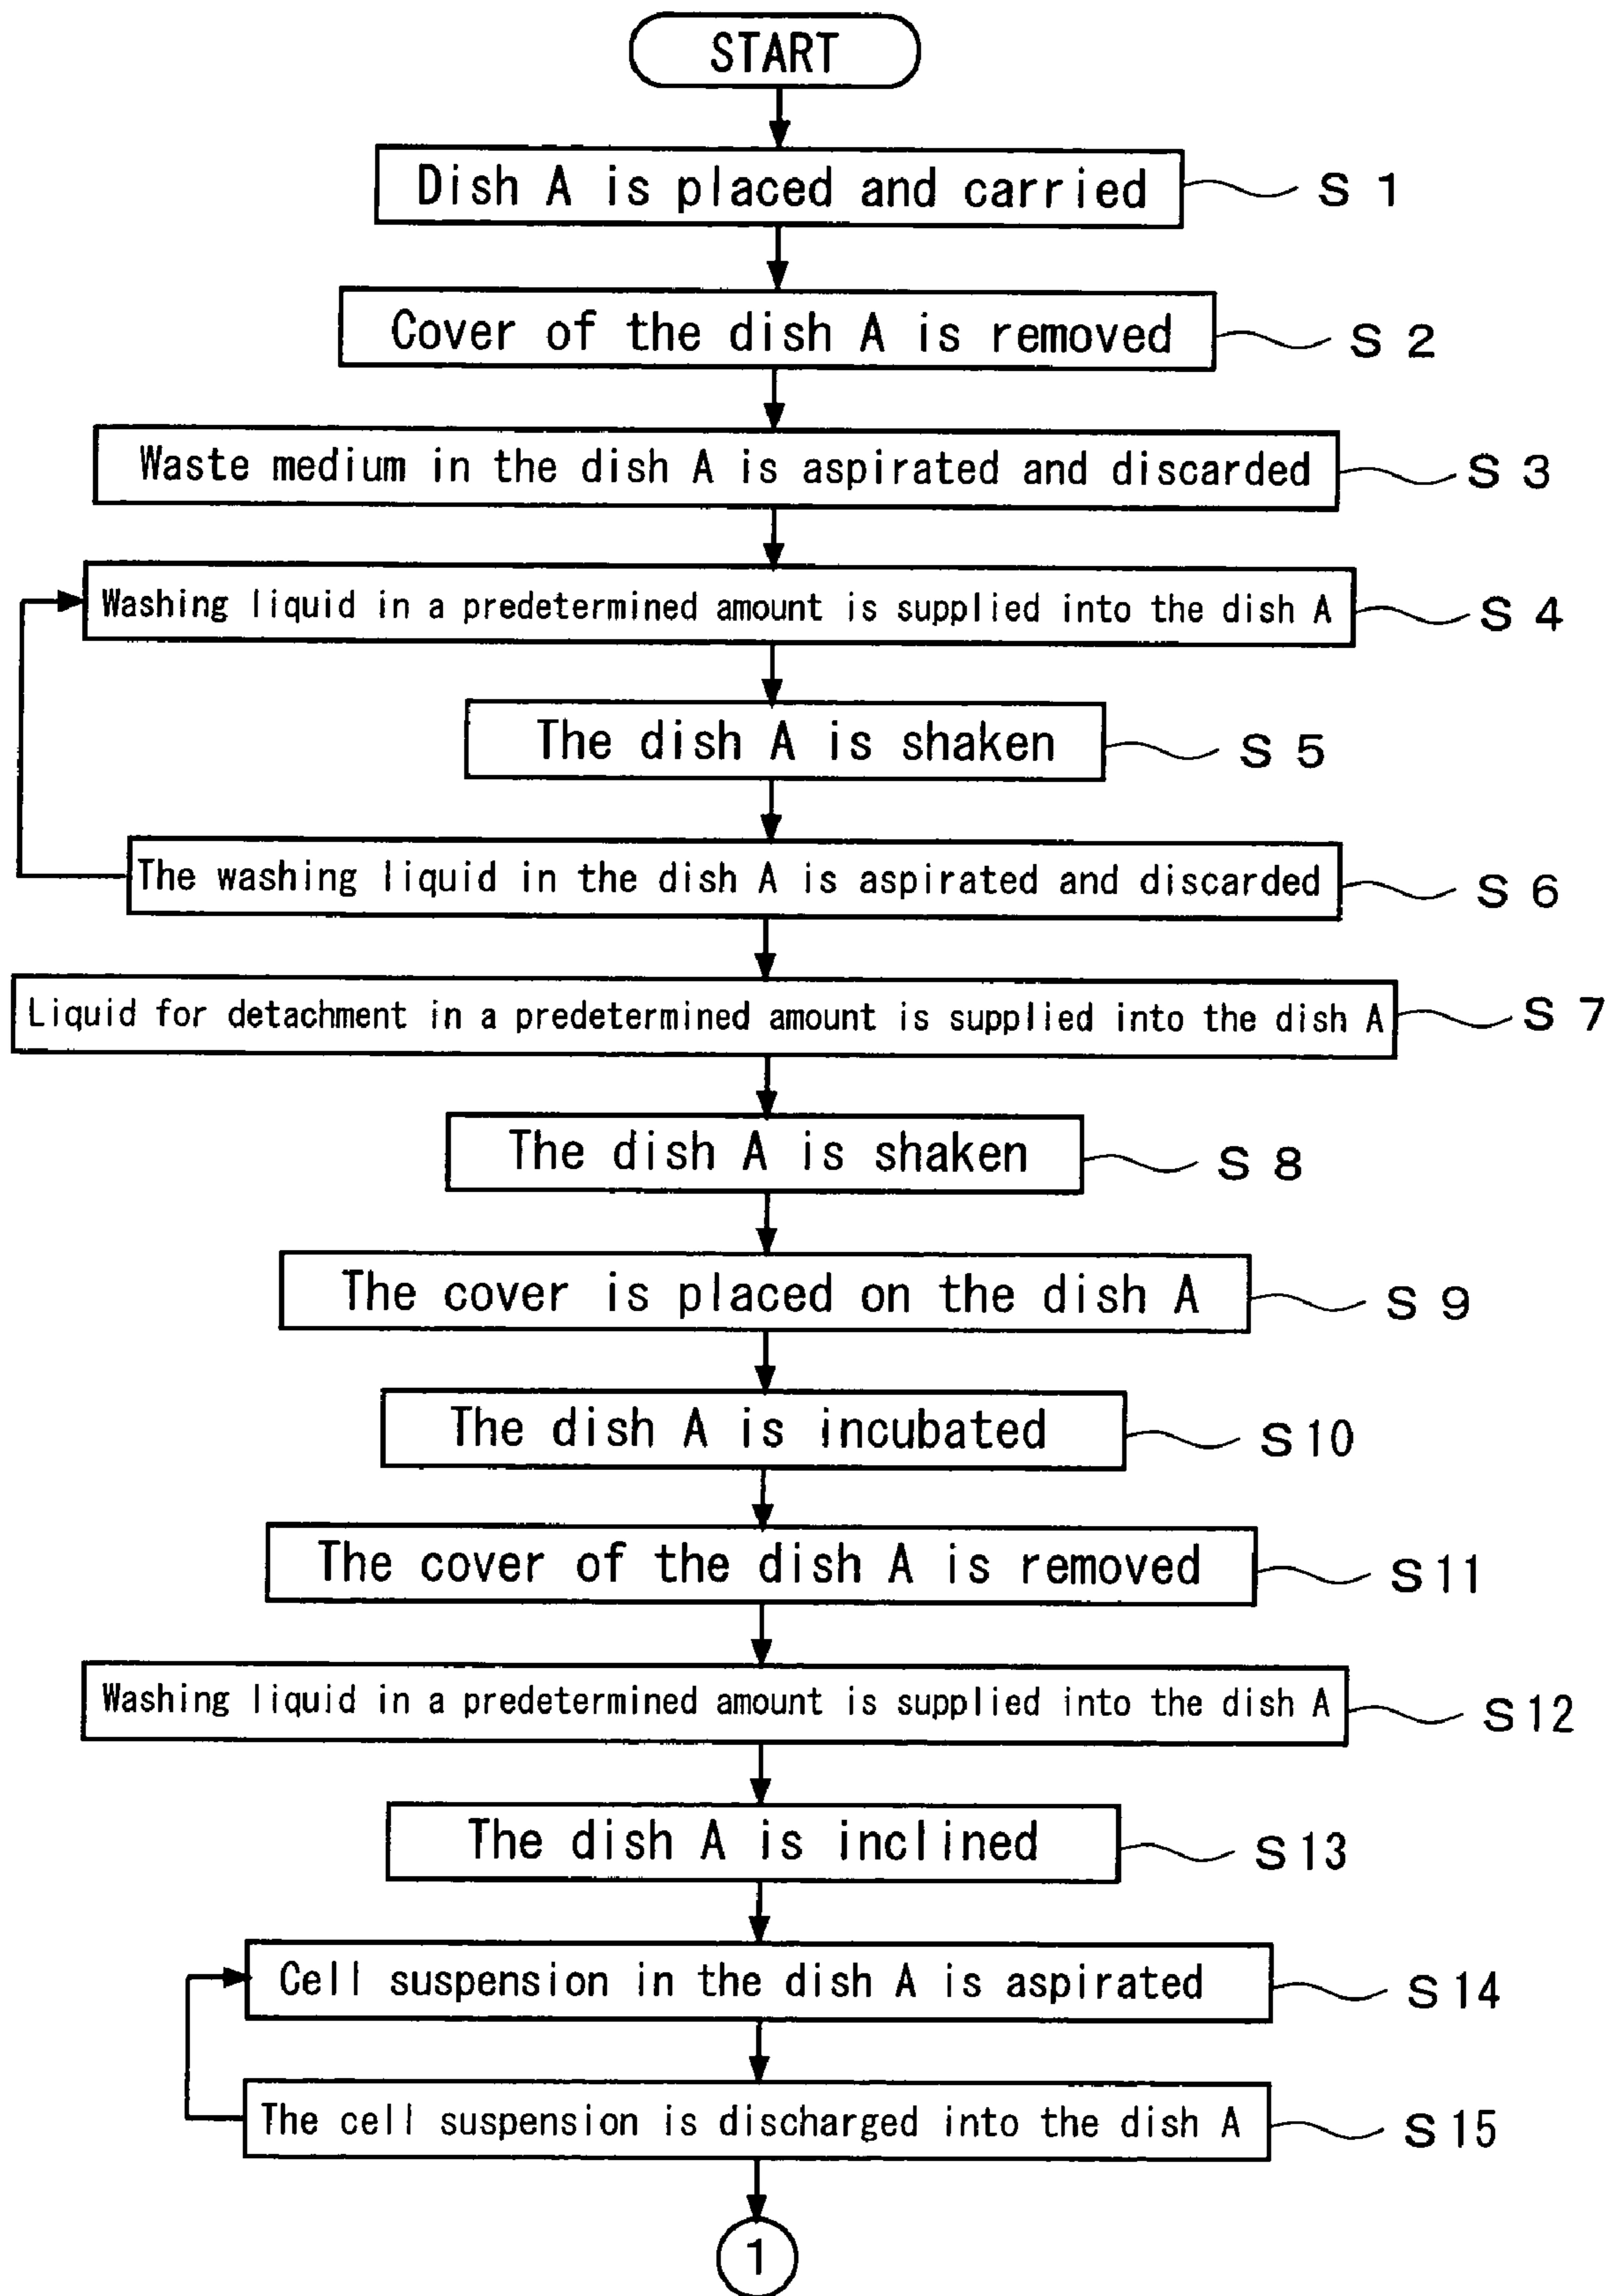 START
Dish A is placed and carried
S 1
Cover of the dish A is removed
S 2
Waste medium in the dish A is aspirated and discarded
S 3
Washing liquid in a predetermined amount is supplied into the dish A
S 4
The dish A is shaken
S 5
The washing liquid in the dish A is aspirated and discarded
S 6
Liquid for detachment in a predetermined amount is supplied into the dish A
S 7
The dish A is shaken
S 8
The cover is placed on the dish A
S 9
The dish A is incubated
S10
The cover of the dish A is removed
S11
Washing liquid in a predetermined amount is supplied into the dish A
S12
The dish A is inclined
S13
Cell suspension in the dish A is aspirated
S14
The cell suspension is discharged into the dish A
S15
1